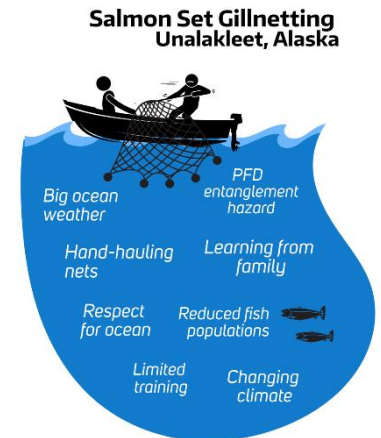 Salmon Set Gillnetting
Unalakleet, Alaska
Big ocean
weather
PFD
entanglement
hazard
Hand-hauling
nets
Learning from
family
Respect
for ocean
Reduced fish
populations
Limited
training
Changing
climate